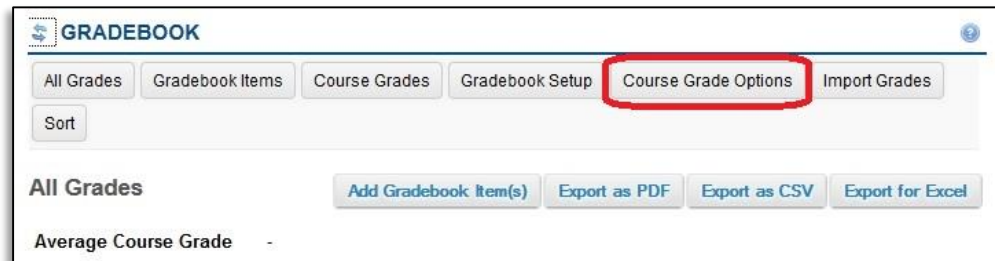 GRADEBOOK
All Grades Gradebook Items Course Grades Gradebook Setup Course Grade Options Import Grades
Sort
All Grades Add Gradebook Item(s) Export as PDF Export as CSV Export for Excel
Average Course Grade -